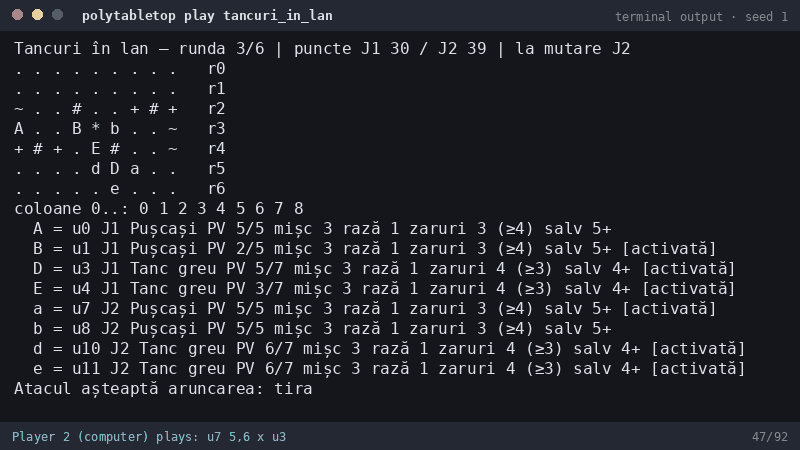 polytabletop play tancuri_in_lan
terminal output · seed 1
Tancuri în lan — runda 3/6 | puncte J1 30 / J2 39 | la mutare J2
. . . . . . . . .   r0
. . . . . . . . .   r1
~ . . # . . + # +   r2
A . . B * b . . ~   r3
+ # + . E # . . ~   r4
. . . . d D a . .   r5
. . . . . e . . .   r6
coloane 0..: 0 1 2 3 4 5 6 7 8
A = u0 J1 Pușcași PV 5/5 mișc 3 rază 1 zaruri 3 (≥4) salv 5+
B = u1 J1 Pușcași PV 2/5 mișc 3 rază 1 zaruri 3 (≥4) salv 5+ [activată]
D = u3 J1 Tanc greu PV 5/7 mișc 3 rază 1 zaruri 4 (≥3) salv 4+ [activată]
E = u4 J1 Tanc greu PV 3/7 mișc 3 rază 1 zaruri 4 (≥3) salv 4+ [activată]
a = u7 J2 Pușcași PV 5/5 mișc 3 rază 1 zaruri 3 (≥4) salv 5+ [activată]
b = u8 J2 Pușcași PV 5/5 mișc 3 rază 1 zaruri 3 (≥4) salv 5+
d = u10 J2 Tanc greu PV 6/7 mișc 3 rază 1 zaruri 4 (≥3) salv 4+ [activată]
e = u11 J2 Tanc greu PV 6/7 mișc 3 rază 1 zaruri 4 (≥3) salv 4+ [activată]
Atacul așteaptă aruncarea: tira
Player 2 (computer) plays: u7 5,6 x u3
47/92